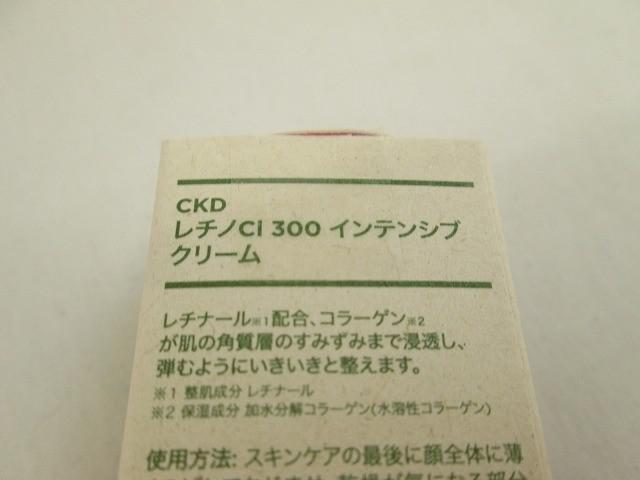 CKD
レチノCi 300 インテンシブ
クリーム
レチナール※1配合、コラーゲン※2
が肌の角質層のすみずみまで浸透し、
弾むようにいきいきと整えます。
※1 整肌成分 レチナール
※2 保湿成分 加水分解コラーゲン(水溶性コラーゲン)
使用方法: スキンケアの最後に顔全体に薄